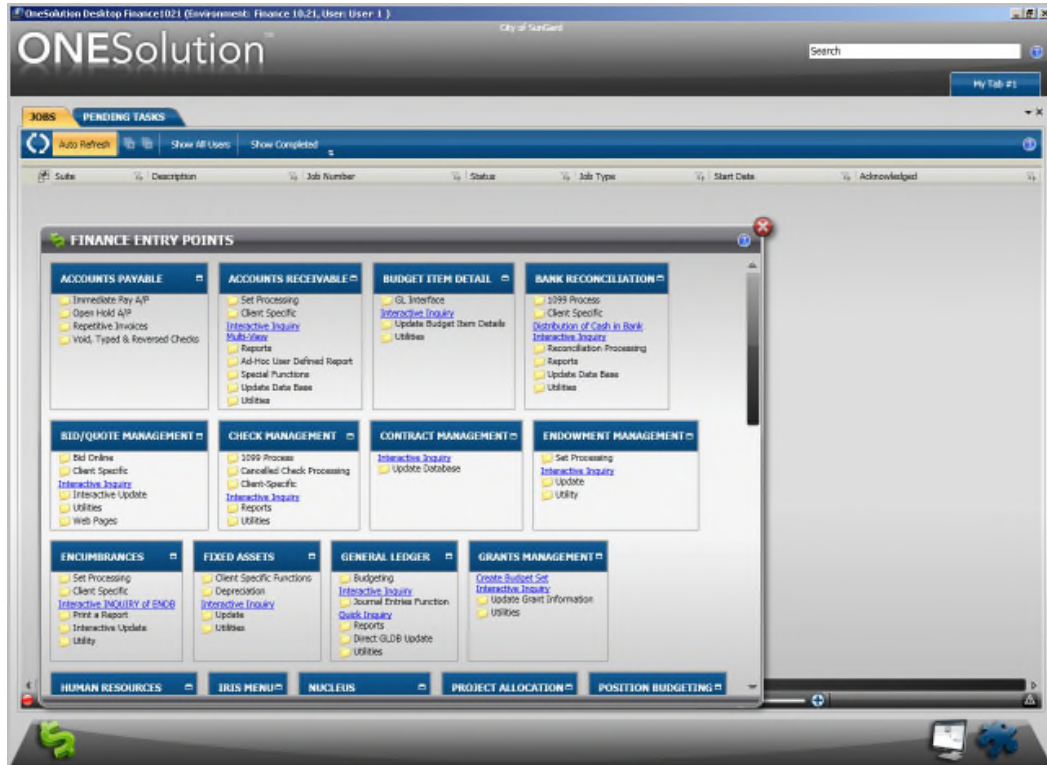 OneSolution Desktop Finance1021 (Environment: Finance 10.21, User: User 1 )
City of SunGard
ONESolution™
Search
My Tab #1
JOBS PENDING TASKS
Auto Refresh Show All Users Show Completed
Suite Description Job Number Status Job Type Start Date Acknowledged
FINANCE ENTRY POINTS
ACCOUNTS PAYABLE
Immediate Pay A/P
Open Hold A/P
Repetitive Invoices
Void, Typed & Reversed Checks
ACCOUNTS RECEIVABLE
Set Processing
Client Specific
Interactive Inquiry
Multi-View
Reports
Ad-Hoc User Defined Report
Special Functions
Update Data Base
Utilities
BUDGET ITEM DETAIL
GL Interface
Interactive Inquiry
Update Budget Item Details
Utilities
BANK RECONCILIATION
1099 Process
Client Specific
Distribution of Cash in Bank
Interactive Inquiry
Reconciliation Processing
Reports
Update Data Base
Utilities
BID/QUOTE MANAGEMENT
Bid Online
Client Specific
Interactive Inquiry
Interactive Update
Utilities
Web Pages
CHECK MANAGEMENT
1099 Process
Cancelled Check Processing
Client-Specific
Interactive Inquiry
Reports
Utilities
CONTRACT MANAGEMENT
Interactive Inquiry
Update Database
ENDOWMENT MANAGEMENT
Set Processing
Interactive Inquiry
Update
Utility
ENCUMBRANCES
Set Processing
Client Specific
Interactive INQUIRY of ENDB
Print a Report
Interactive Update
Utility
FIXED ASSETS
Client Specific Functions
Depreciation
Interactive Inquiry
Update
Utilities
GENERAL LEDGER
Budgeting
Interactive Inquiry
Journal Entries Function
Quick Inquiry
Reports
Direct GLDB Update
Utilities
GRANTS MANAGEMENT
Create Budget Set
Interactive Inquiry
Update Grant Information
Utilities
HUMAN RESOURCES
IRIS MENU
NUCLEUS
PROJECT ALLOCATION
POSITION BUDGETING